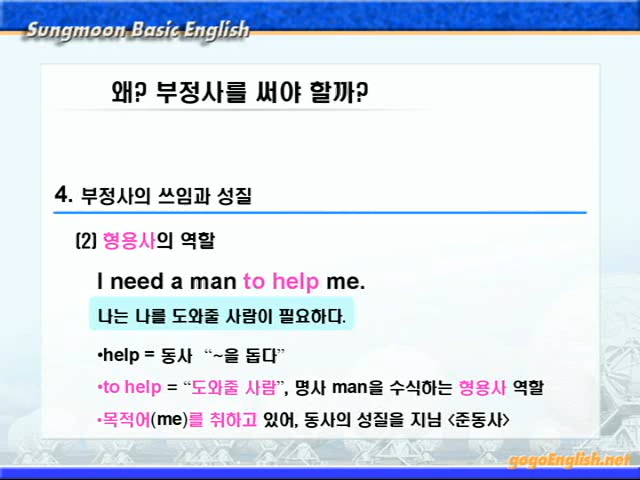 Sungmoon Basic English
왜? 부정사를 써야 할까?
4. 부정사의 쓰임과 성질
(2) 형용사의 역할
I need a man to help me.
나는 나를 도와줄 사람이 필요하다.
•help = 동사 “~을 돕다”
•to help = “도와줄 사람”, 명사 man을 수식하는 형용사 역할
•목적어(me)를 취하고 있어, 동사의 성질을 지님 <준동사>
gogoEnglish.net